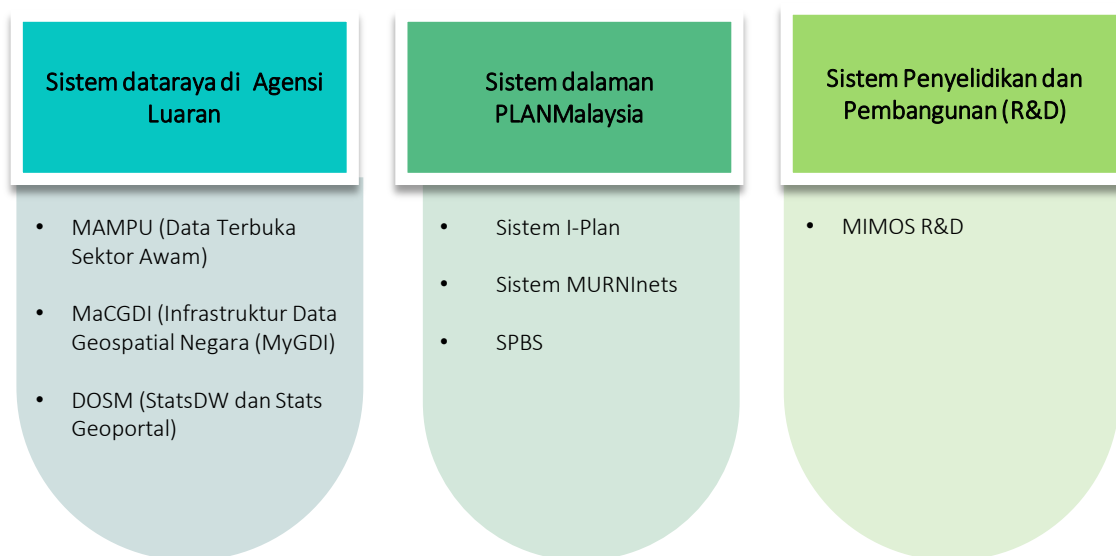 Sistem dataraya di Agensi
Luaran
• MAMPU (Data Terbuka
Sektor Awam)
• MaCGDI (Infrastruktur Data
Geospatial Negara (MyGDI)
• DOSM (StatsDW dan Stats
Geoportal)
Sistem dalaman
PLANMalaysia
• Sistem I-Plan
• Sistem MURNInets
• SPBS
Sistem Penyelidikan dan
Pembangunan (R&D)
• MIMOS R&D